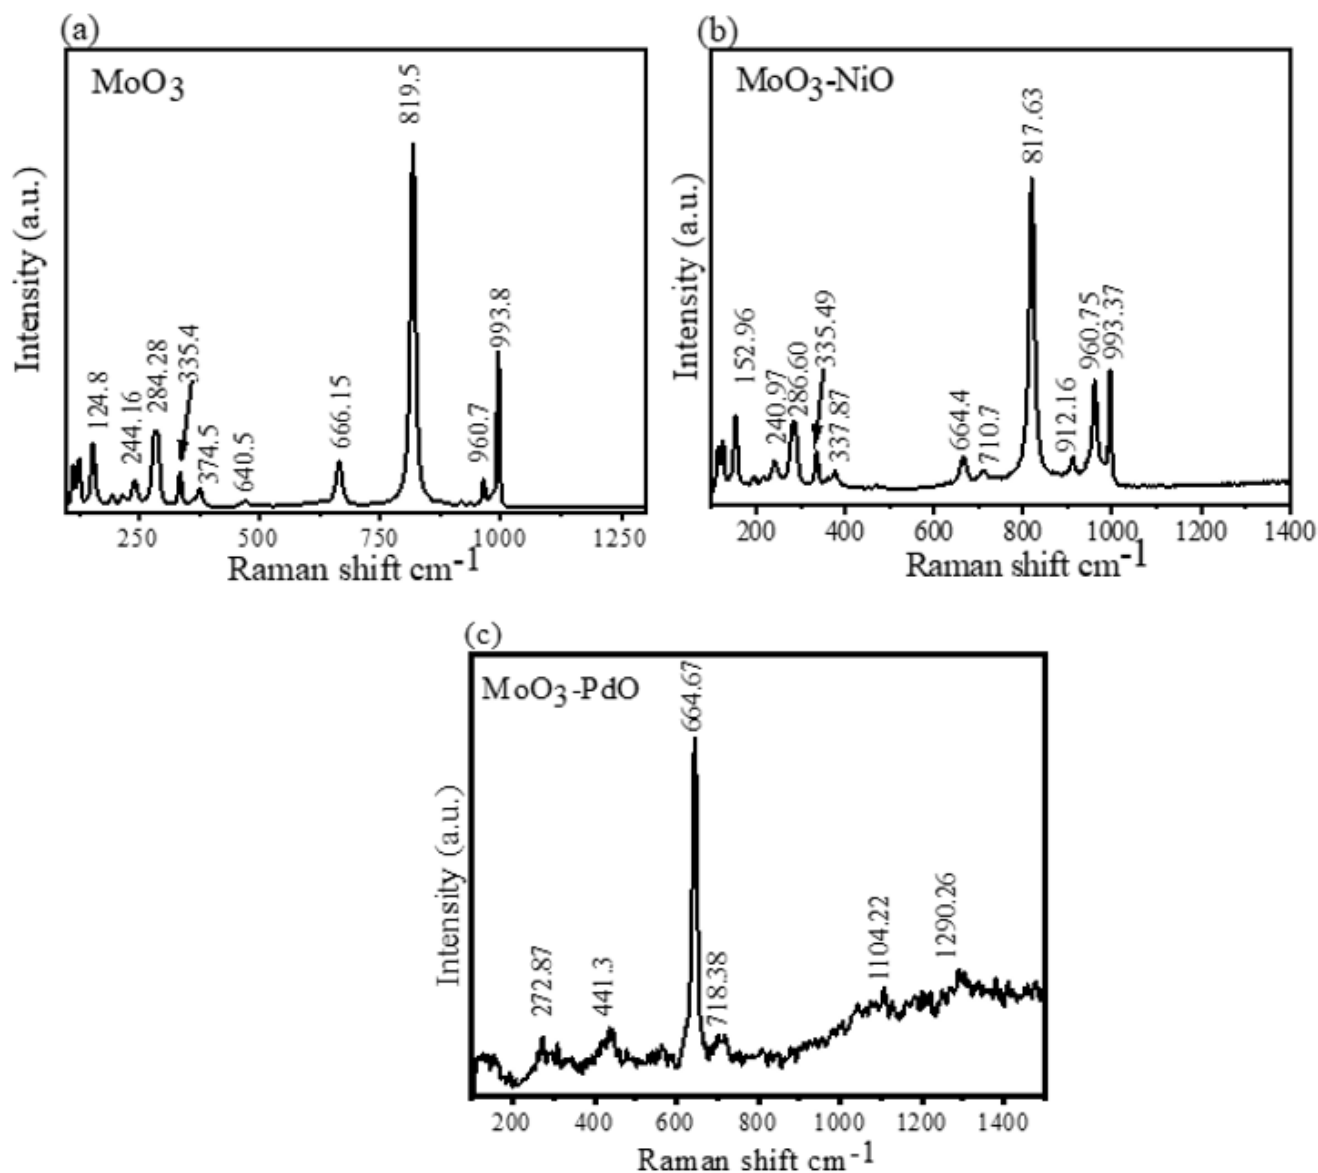 (a)
MoO3
Intensity (a.u.)
124.8
244.16
284.28
335.4
374.5
640.5
666.15
819.5
960.7
993.8
250 500 750 1000 1250
Raman shift cm-1
(b)
MoO3-NiO
Intensity (a.u.)
152.96
240.97
286.60
335.49
337.87
664.4
710.7
817.63
912.16
960.75
993.37
200 400 600 800 1000 1200 1400
Raman shift cm-1
(c)
MoO3-PdO
Intensity (a.u.)
272.87
441.3
664.67
718.38
1104.22
1290.26
200 400 600 800 1000 1200 1400
Raman shift cm-1